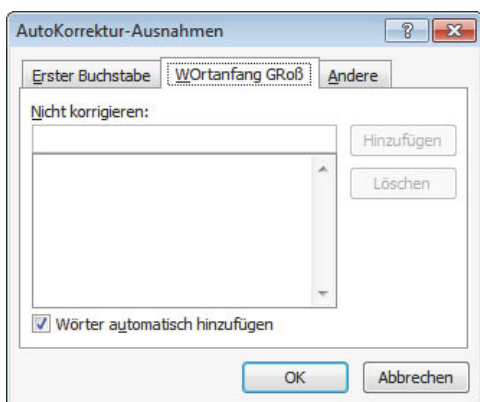 AutoKorrektur-Ausnahmen
Erster Buchstabe WOrtanfang GRoß Andere
Nicht korrigieren:
Hinzufügen
Löschen
Wörter automatisch hinzufügen
OK Abbrechen